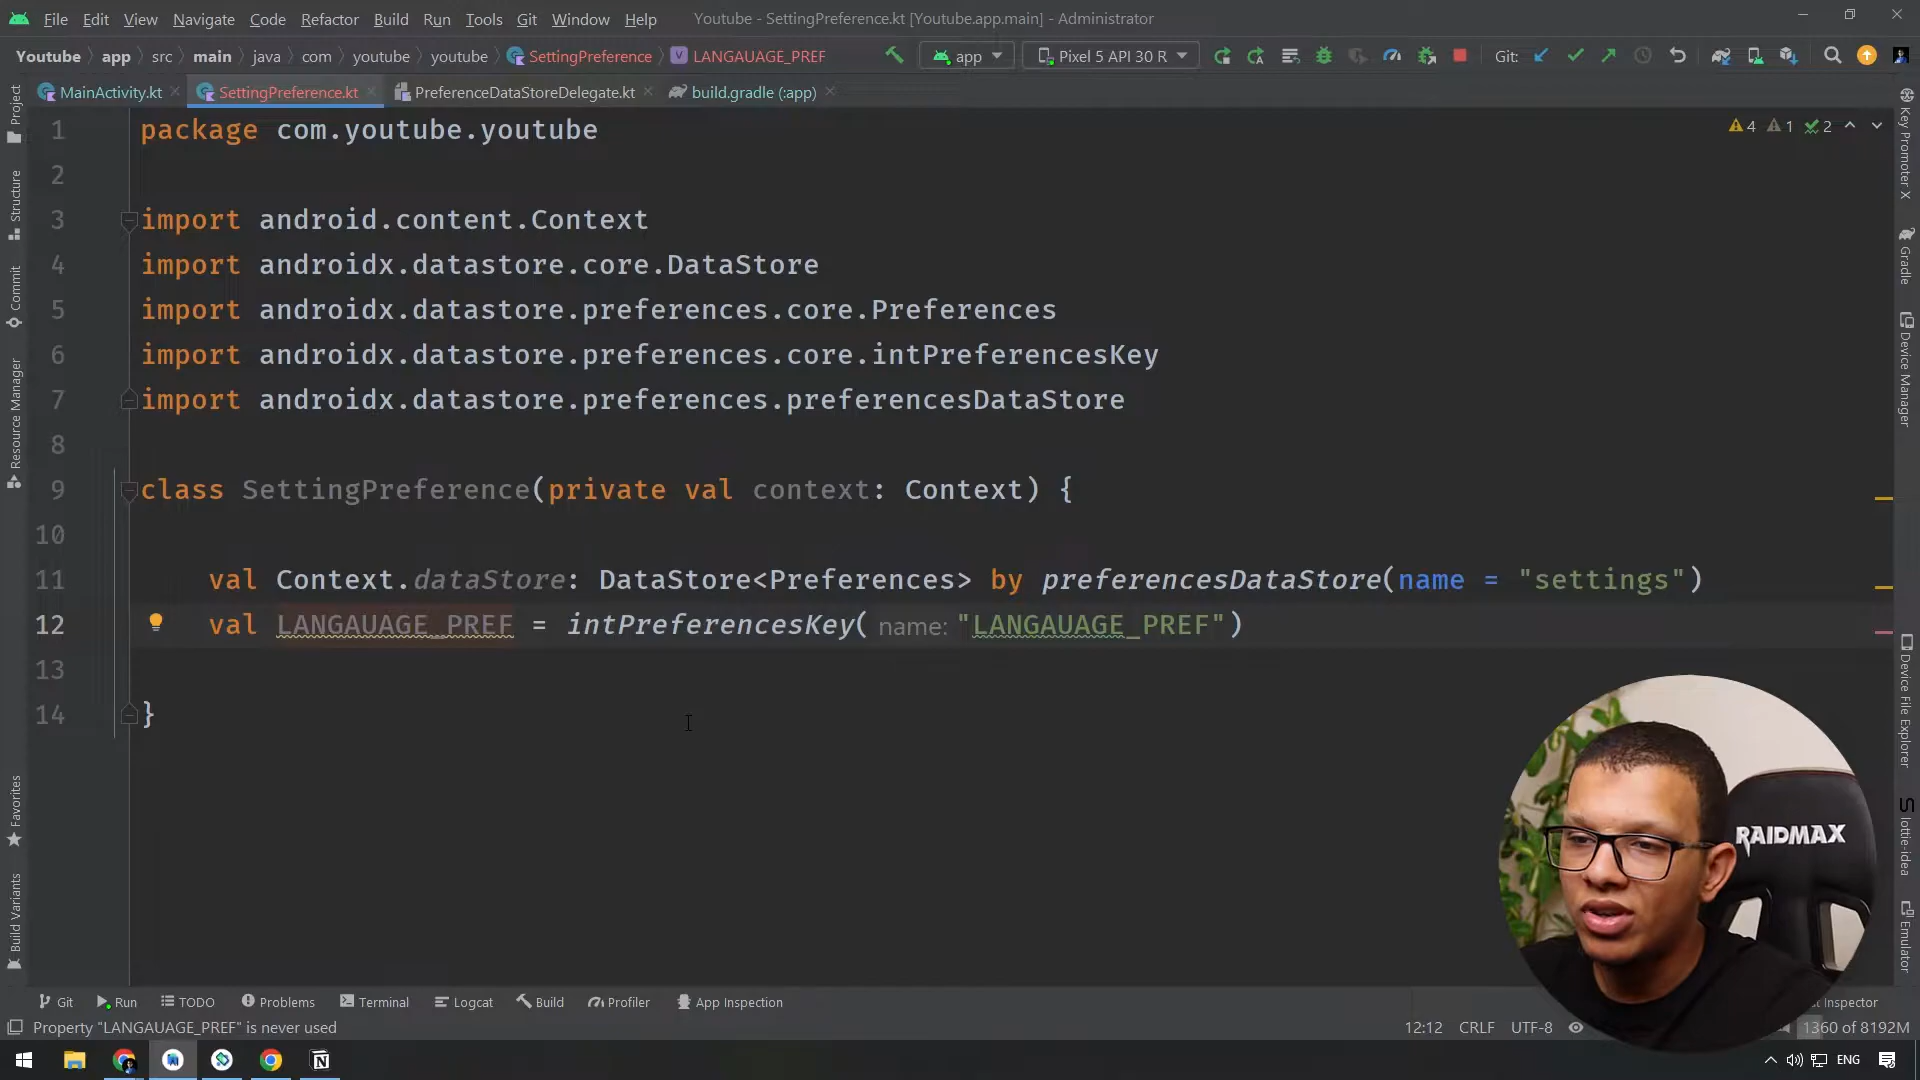 File Edit View Navigate Code Refactor Build Run Tools Git Window Help Youtube - SettingPreference.kt [Youtube.app.main] - Administrator
Youtube app src main java com youtube youtube SettingPreference LANGAUAGE_PREF app Pixel 5 API 30 R Git:
MainActivity.kt SettingPreference.kt PreferenceDataStoreDelegate.kt build.gradle (:app)
4 1 2
1 package com.youtube.youtube
2
3 import android.content.Context
4 import androidx.datastore.core.DataStore
5 import androidx.datastore.preferences.core.Preferences
6 import androidx.datastore.preferences.core.intPreferencesKey
7 import androidx.datastore.preferences.preferencesDataStore
8
9 class SettingPreference(private val context: Context) {
10
11 val Context.dataStore: DataStore<Preferences> by preferencesDataStore(name = "settings")
12 val LANGAUAGE_PREF = intPreferencesKey( name: "LANGAUAGE_PREF")
13
14 }
Project
Structure
Commit
Resource Manager
Favorites
Build Variants
Key Promoter X
Gradle
Device Manager
Device File Explorer
lottie-idea
Emulator
RAIDMAX
Git Run TODO Problems Terminal Logcat Build Profiler App Inspection Inspector
Property "LANGAUAGE_PREF" is never used 12:12 CRLF UTF-8 1360 of 8192M
ENG